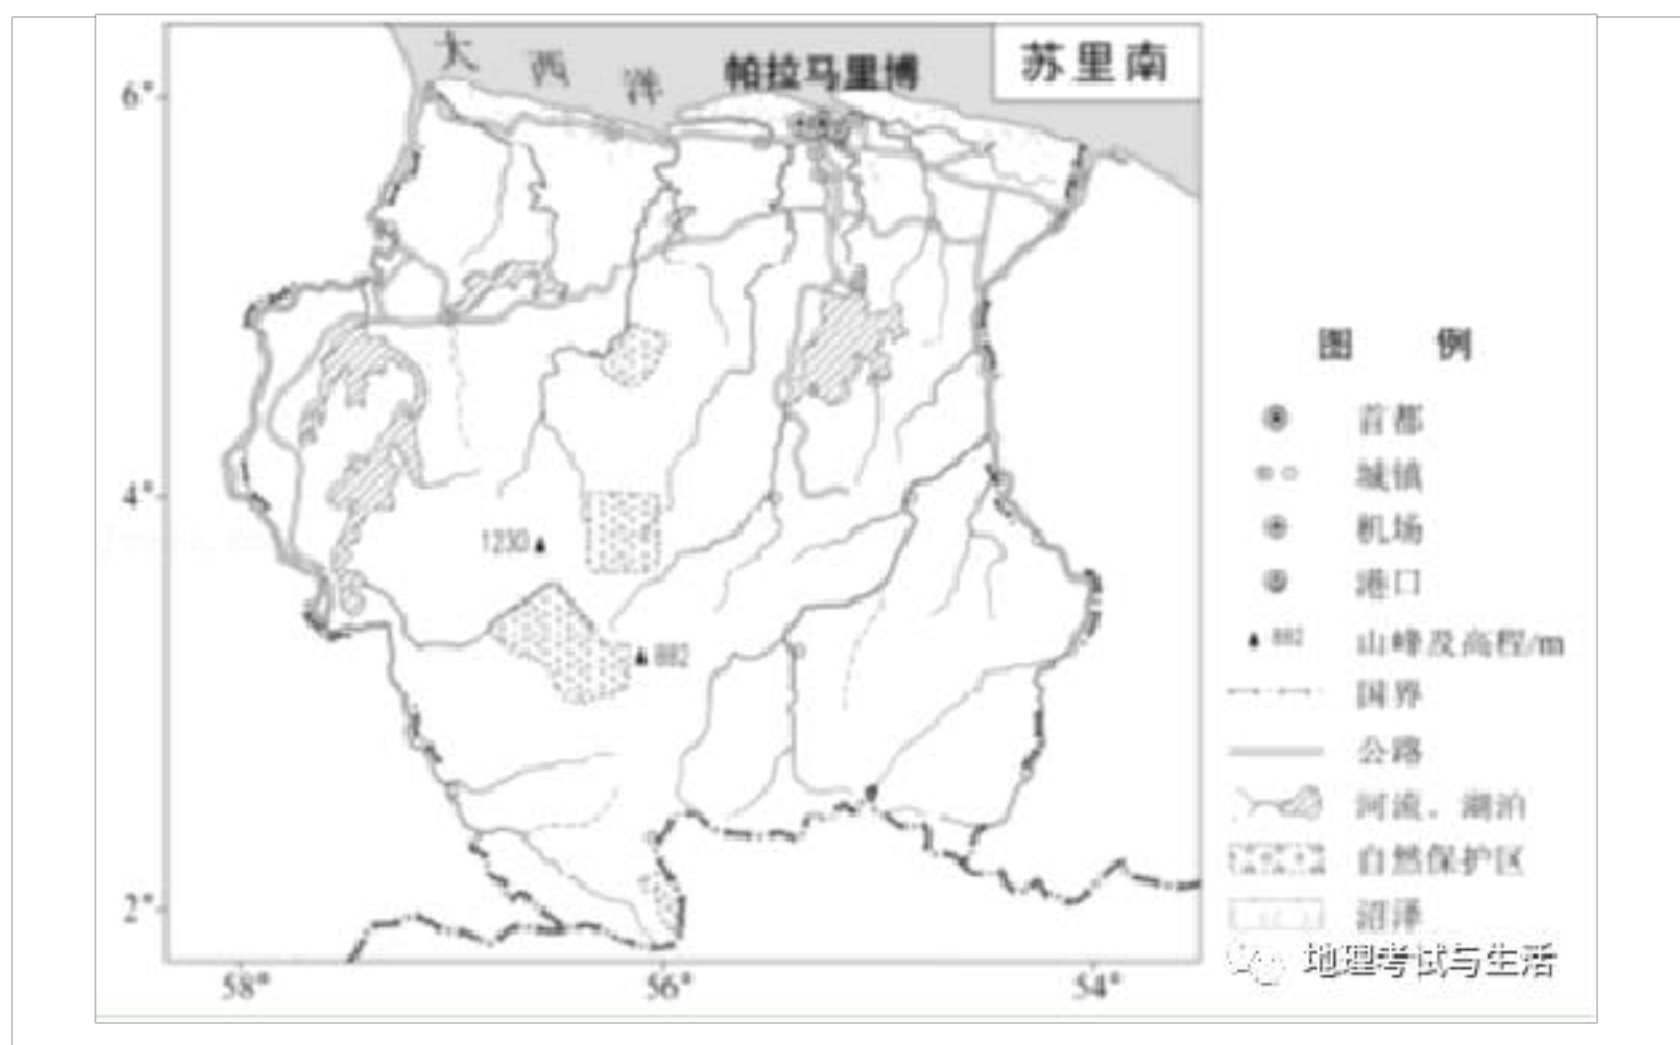 苏里南
大西洋
帕拉马里博
6°
4°
2°
58°
56°
54°
1230
882
图 例
首都
城镇
机场
港口
882 山峰及高程/m
国界
公路
河流、湖泊
自然保护区
沼泽
地理考试与生活